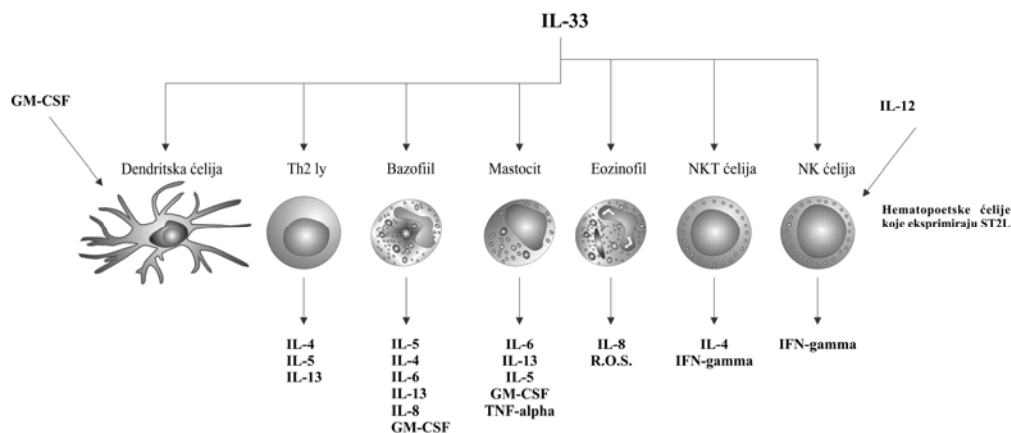 IL-33
GM-CSF
IL-12
Dendritska ćelija
Th2 ly
Bazofiil
Mastocit
Eozinofil
NKT ćelija
NK ćelija
Hematopoetske ćelije
koje eksprimiraju ST2L
IL-4
IL-5
IL-13
IL-5
IL-4
IL-6
IL-13
IL-8
GM-CSF
IL-6
IL-13
IL-5
GM-CSF
TNF-alpha
IL-8
R.O.S.
IL-4
IFN-gamma
IFN-gamma